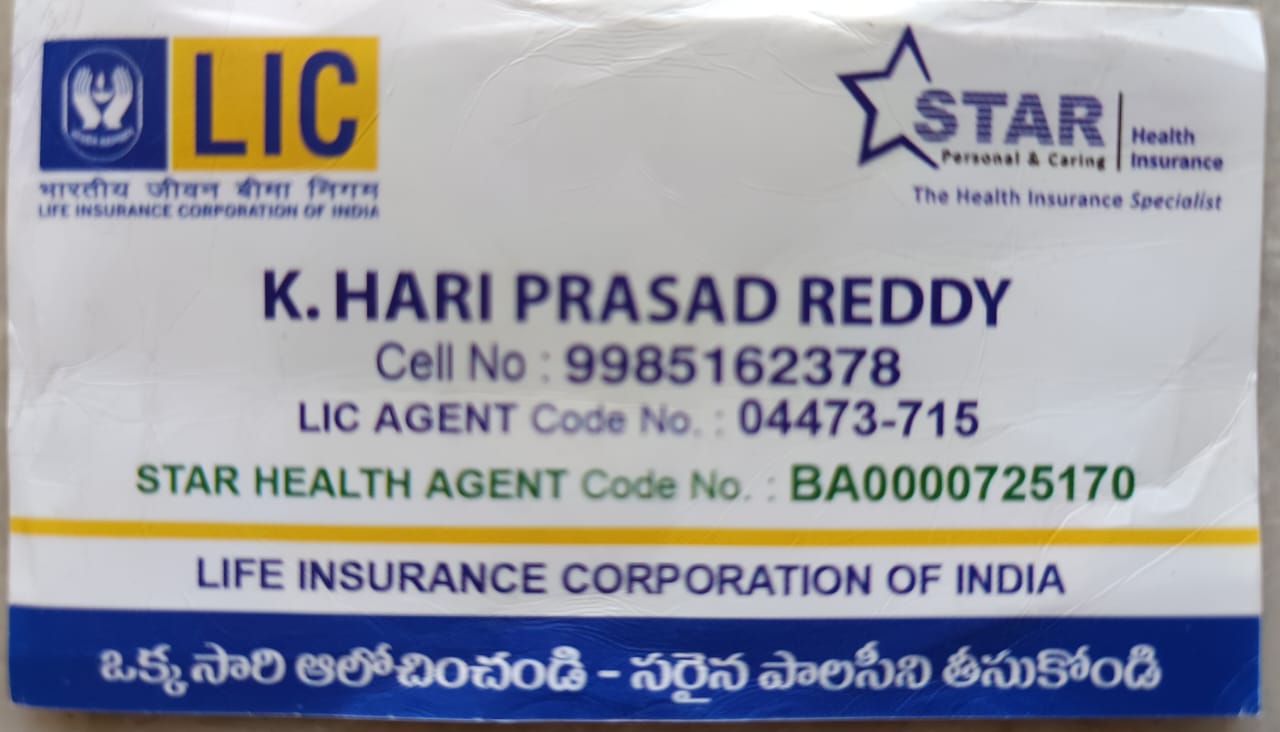 LIC
भारतीय जीवन बीमा निगम
LIFE INSURANCE CORPORATION OF INDIA
STAR
Personal & Caring
Health
Insurance
The Health Insurance Specialist
K. HARI PRASAD REDDY
Cell No : 9985162378
LIC AGENT Code No. : 04473-715
STAR HEALTH AGENT Code No. : BA0000725170
LIFE INSURANCE CORPORATION OF INDIA
ఒక్క సారి ఆలోచించండి - సరైన పాలసీని తీసుకోండి